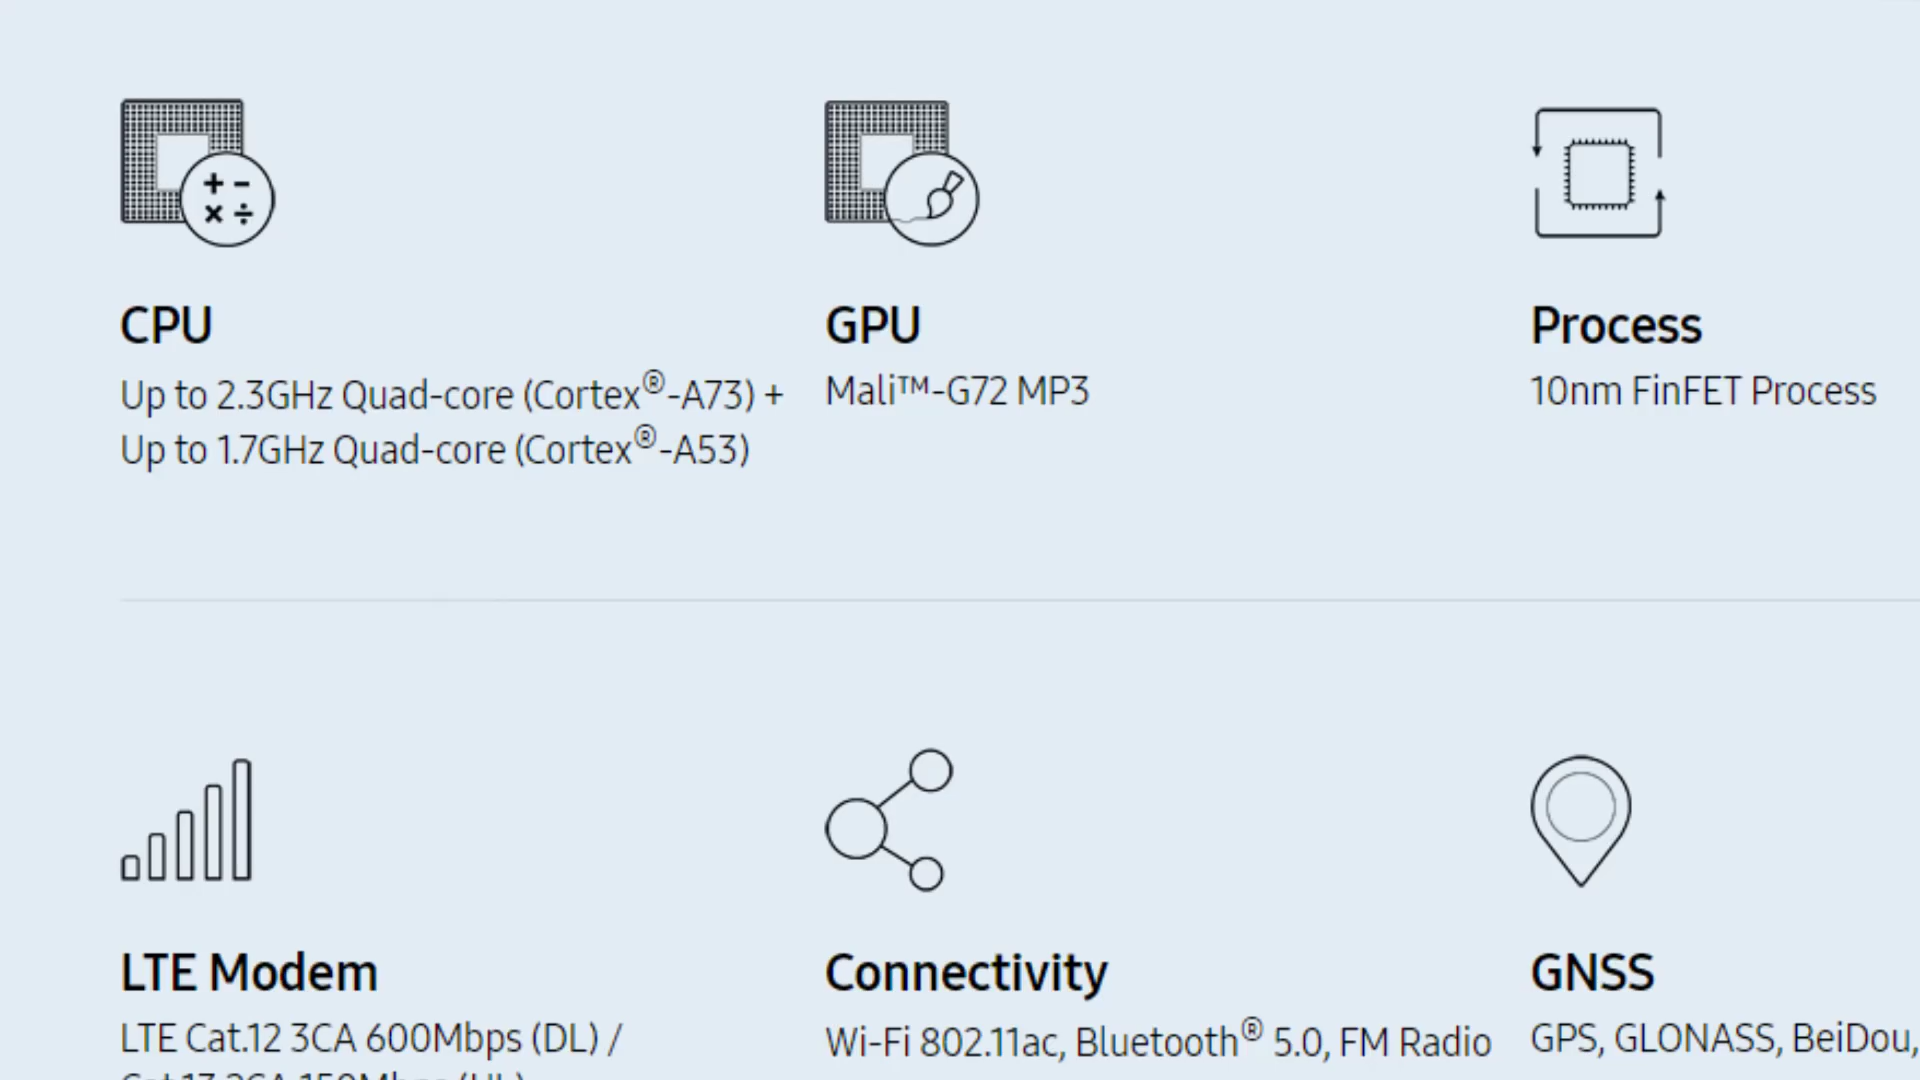 CPU
Up to 2.3GHz Quad-core (Cortex®-A73) +
Up to 1.7GHz Quad-core (Cortex®-A53)
GPU
Mali™-G72 MP3
Process
10nm FinFET Process
LTE Modem
LTE Cat.12 3CA 600Mbps (DL) /
Connectivity
Wi-Fi 802.11ac, Bluetooth® 5.0, FM Radio
GNSS
GPS, GLONASS, BeiDou,